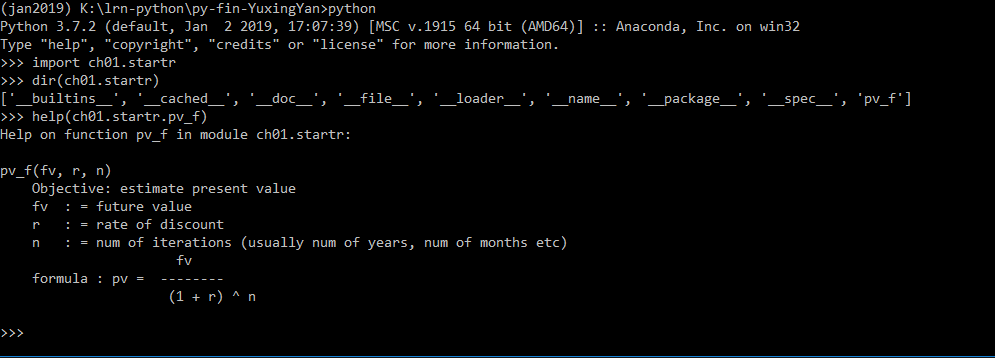 (jan2019) K:\lrn-python\py-fin-YuxingYan>python
Python 3.7.2 (default, Jan  2 2019, 17:07:39) [MSC v.1915 64 bit (AMD64)] :: Anaconda, Inc. on win32
Type "help", "copyright", "credits" or "license" for more information.
>>> import ch01.startr
>>> dir(ch01.startr)
['__builtins__', '__cached__', '__doc__', '__file__', '__loader__', '__name__', '__package__', '__spec__', 'pv_f']
>>> help(ch01.startr.pv_f)
Help on function pv_f in module ch01.startr:

pv_f(fv, r, n)
    Objective: estimate present value
    fv  : = future value
    r   : = rate of discount
    n   : = num of iterations (usually num of years, num of months etc)
                      fv
    formula : pv =  --------
                     (1 + r) ^ n

>>>